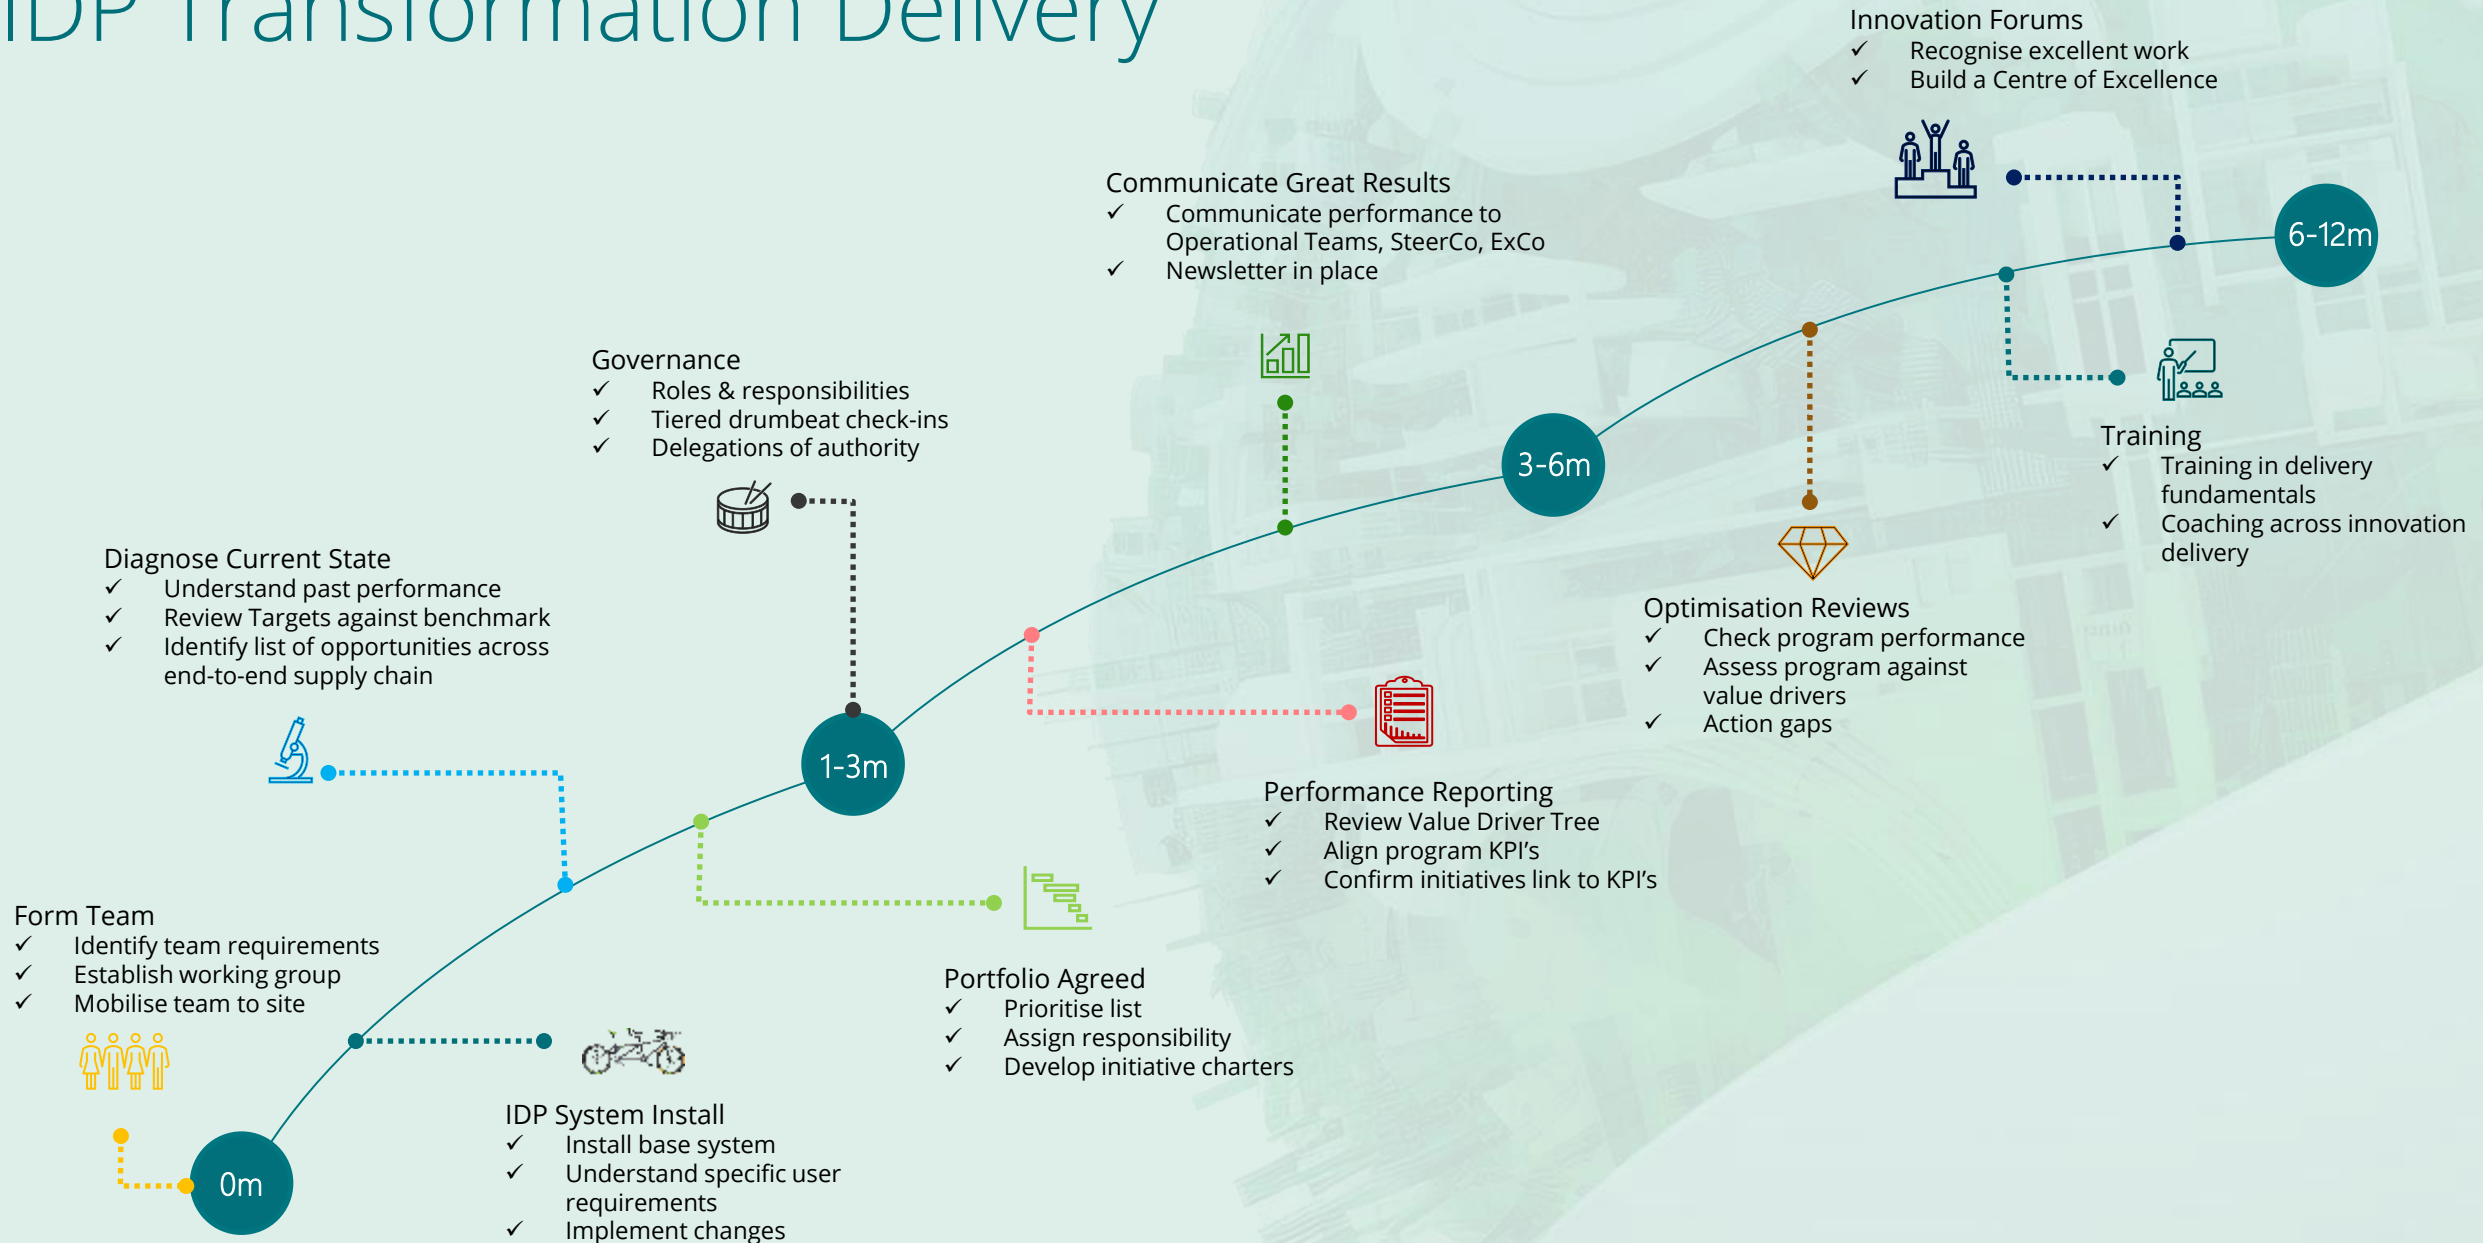 IDP Transformation Delivery
Innovation Forums
✓ Recognise excellent work
✓ Build a Centre of Excellence
Communicate Great Results
✓ Communicate performance to
Operational Teams, SteerCo, ExCo
✓ Newsletter in place
6-12m
Governance
✓ Roles & responsibilities
✓ Tiered drumbeat check-ins
✓ Delegations of authority
3-6m
Training
✓ Training in delivery
fundamentals
✓ Coaching across innovation
delivery
Diagnose Current State
✓ Understand past performance
✓ Review Targets against benchmark
✓ Identify list of opportunities across
end-to-end supply chain
Optimisation Reviews
✓ Check program performance
✓ Assess program against
value drivers
✓ Action gaps
1-3m
Performance Reporting
✓ Review Value Driver Tree
✓ Align program KPI’s
✓ Confirm initiatives link to KPI’s
Form Team
✓ Identify team requirements
✓ Establish working group
✓ Mobilise team to site
Portfolio Agreed
✓ Prioritise list
✓ Assign responsibility
✓ Develop initiative charters
IDP System Install
✓ Install base system
✓ Understand specific user
requirements
✓ Implement changes
0m